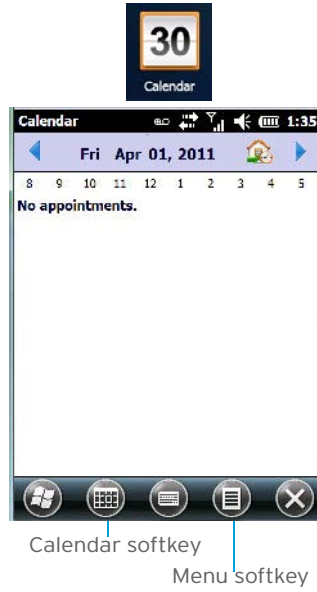 30
Calendar
Calendar 1:35
Fri Apr 01, 2011
8 9 10 11 12 1 2 3 4 5
No appointments.
Calendar softkey
Menu softkey